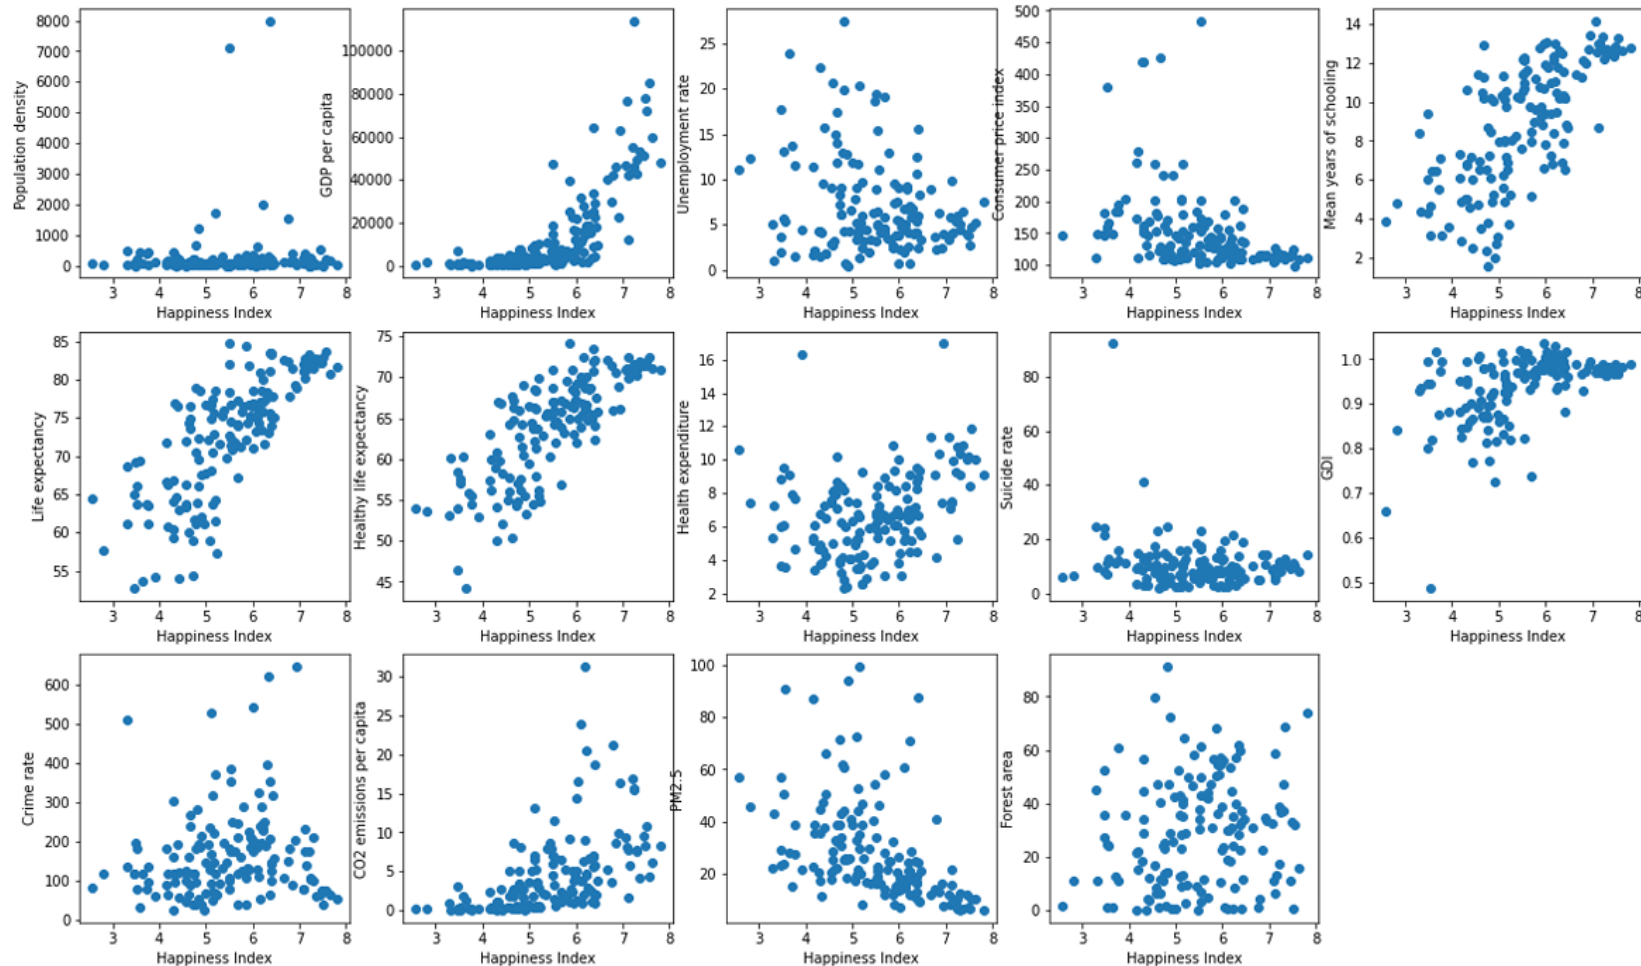 Population density
8000
7000
6000
5000
4000
3000
2000
1000
0
3 4 5 6 7 8
Happiness Index
GDP per capita
100000
80000
60000
40000
20000
0
3 4 5 6 7 8
Happiness Index
Unemployment rate
25
20
15
10
5
0
3 4 5 6 7 8
Happiness Index
Consumer price index
500
450
400
350
300
250
200
150
100
3 4 5 6 7 8
Happiness Index
Mean years of schooling
14
12
10
8
6
4
2
3 4 5 6 7 8
Happiness Index
Life expectancy
85
80
75
70
65
60
55
3 4 5 6 7 8
Happiness Index
Healthy life expectancy
75
70
65
60
55
50
45
3 4 5 6 7 8
Happiness Index
Health expenditure
16
14
12
10
8
6
4
2
3 4 5 6 7 8
Happiness Index
Suicide rate
80
60
40
20
0
3 4 5 6 7 8
Happiness Index
GDI
1.0
0.9
0.8
0.7
0.6
0.5
3 4 5 6 7 8
Happiness Index
Crime rate
600
500
400
300
200
100
0
3 4 5 6 7 8
Happiness Index
CO2 emissions per capita
30
25
20
15
10
5
0
3 4 5 6 7 8
Happiness Index
PM2.5
100
80
60
40
20
3 4 5 6 7 8
Happiness Index
Forest area
80
60
40
20
0
3 4 5 6 7 8
Happiness Index